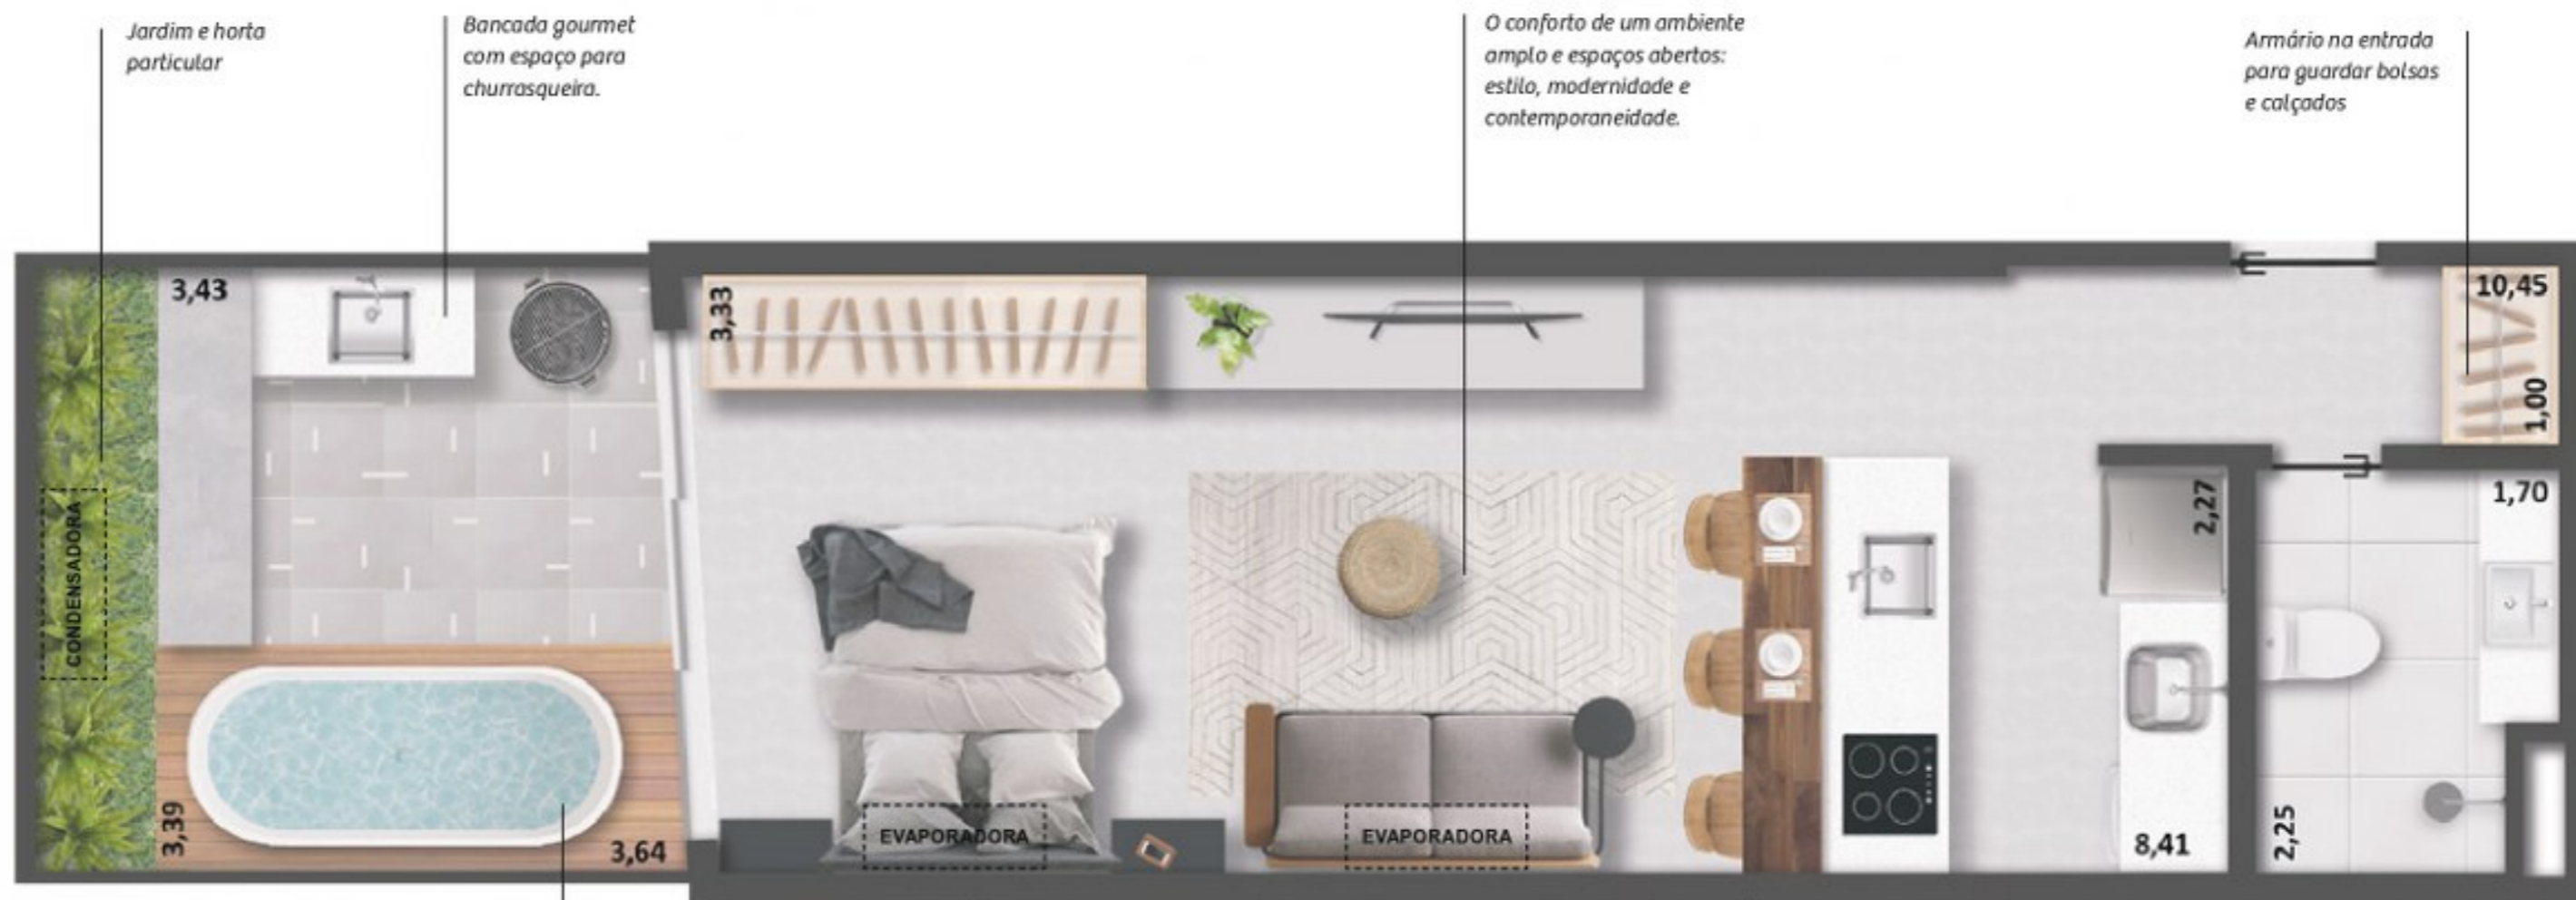 Jardim e horta
particular
Bancada gourmet
com espaço para
churrasqueira.
O conforto de um ambiente
amplo e espaços abertos:
estilo, modernidade e
contemporaneidade.
Armário na entrada
para guardar bolsas
e calçados
3,43
3,33
10,45
1,00
CONDENSADORA
2,27
1,70
3,39
3,64
EVAPORADORA
EVAPORADORA
8,41
2,25